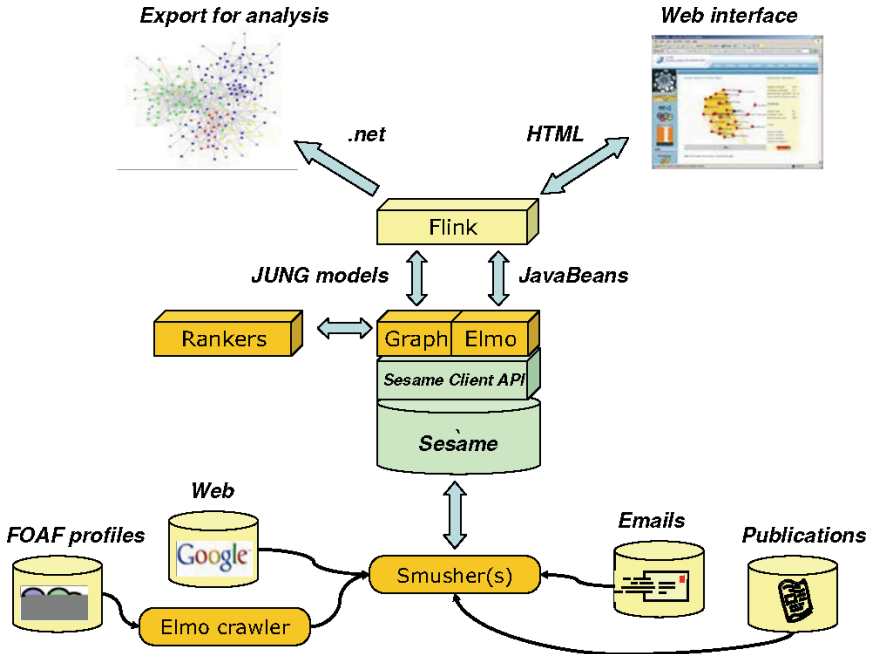 Export for analysis
Web interface
.net
HTML
Flink
JUNG models
JavaBeans
Rankers
Graph
Elmo
Sesame Client API
Sesame
Web
FOAF profiles
Google
Emails
Publications
Smusher(s)
Elmo crawler